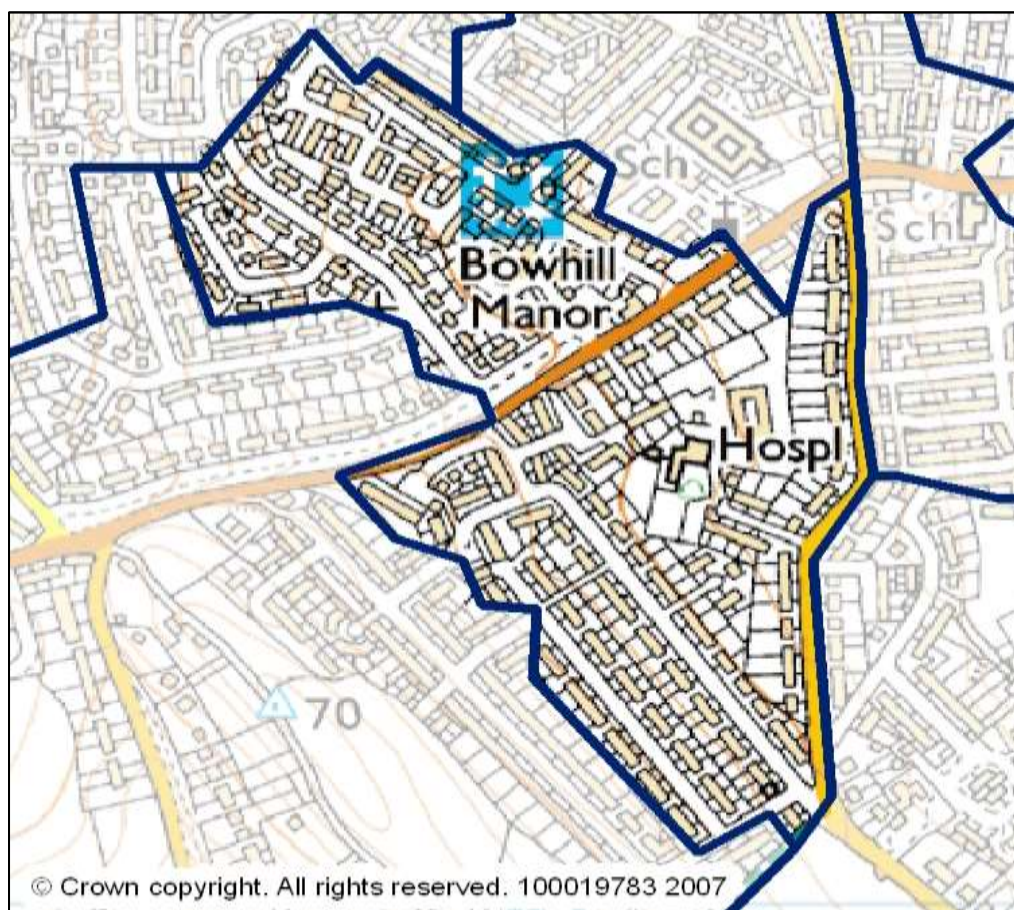 Sch
Sch
Bowhill
Manor
Hospl
70
© Crown copyright. All rights reserved. 100019783 2007